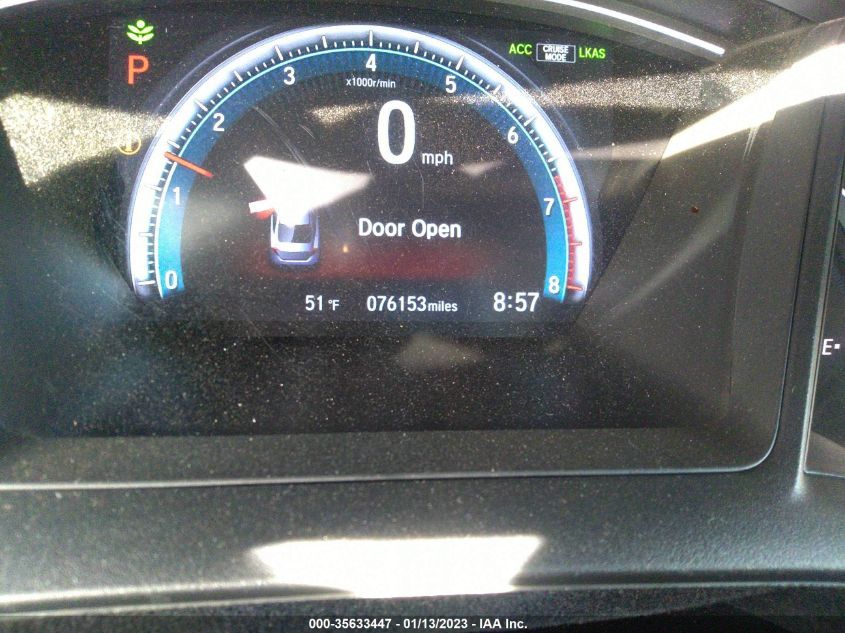 P
ACC CRUISE MODE LKAS
0 1 2 3 4 5 6 7 8
x1000r/min
0 mph
Door Open
51 °F 076153 miles 8:57
E
000-35633447 - 01/13/2023 - IAA Inc.